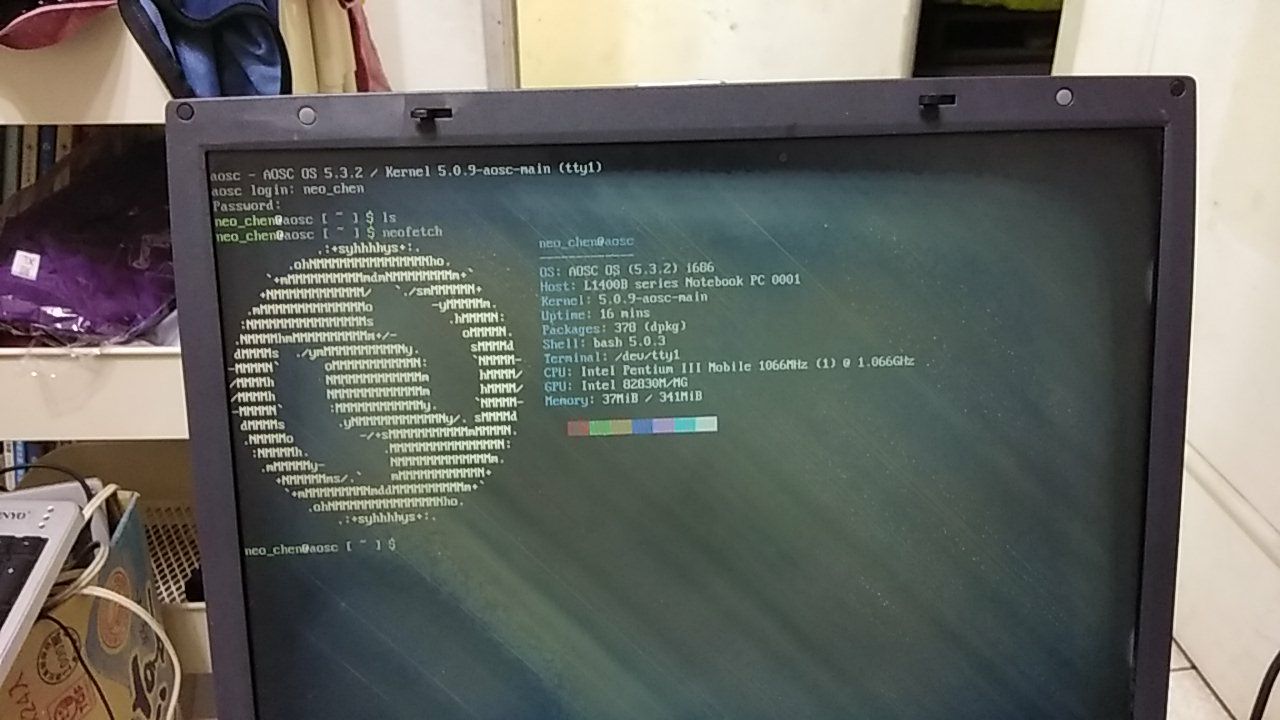 aosc - AOSC OS 5.3.2 / Kernel 5.0.9-aosc-main (tty1)
aosc login: neo_chen
Password:
neo_chen@aosc [ ~ ] $ ls
neo_chen@aosc [ ~ ] $ neofetch
neo_chen@aosc
-------------
OS: AOSC OS (5.3.2) i686
Host: L1400B series Notebook PC 0001
Kernel: 5.0.9-aosc-main
Uptime: 16 mins
Packages: 378 (dpkg)
Shell: bash 5.0.3
Terminal: /dev/tty1
CPU: Intel Pentium III Mobile 1066MHz (1) @ 1.066GHz
GPU: Intel 82830M/MG
Memory: 37MiB / 341MiB
neo_chen@aosc [ ~ ] $